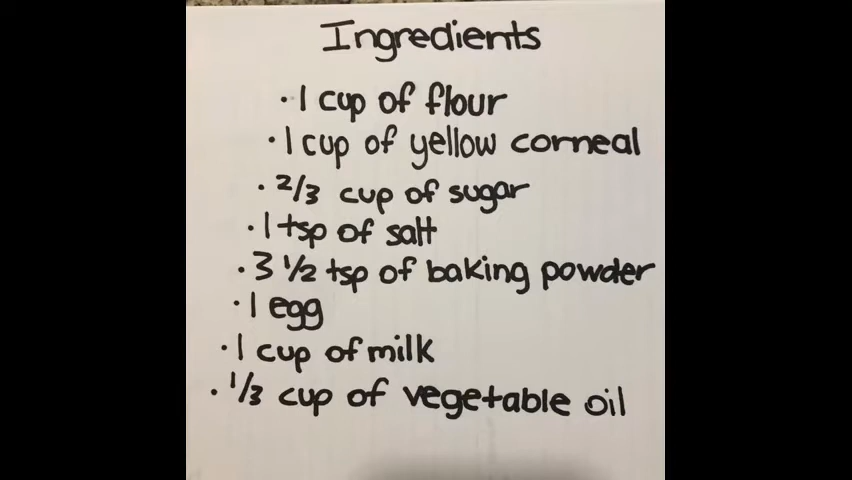 Ingredients
· 1 cup of flour
· 1 cup of yellow corneal
· 2/3 cup of sugar
· 1 tsp of salt
· 3 1/2 tsp of baking powder
· 1 egg
· 1 cup of milk
· 1/3 cup of vegetable oil